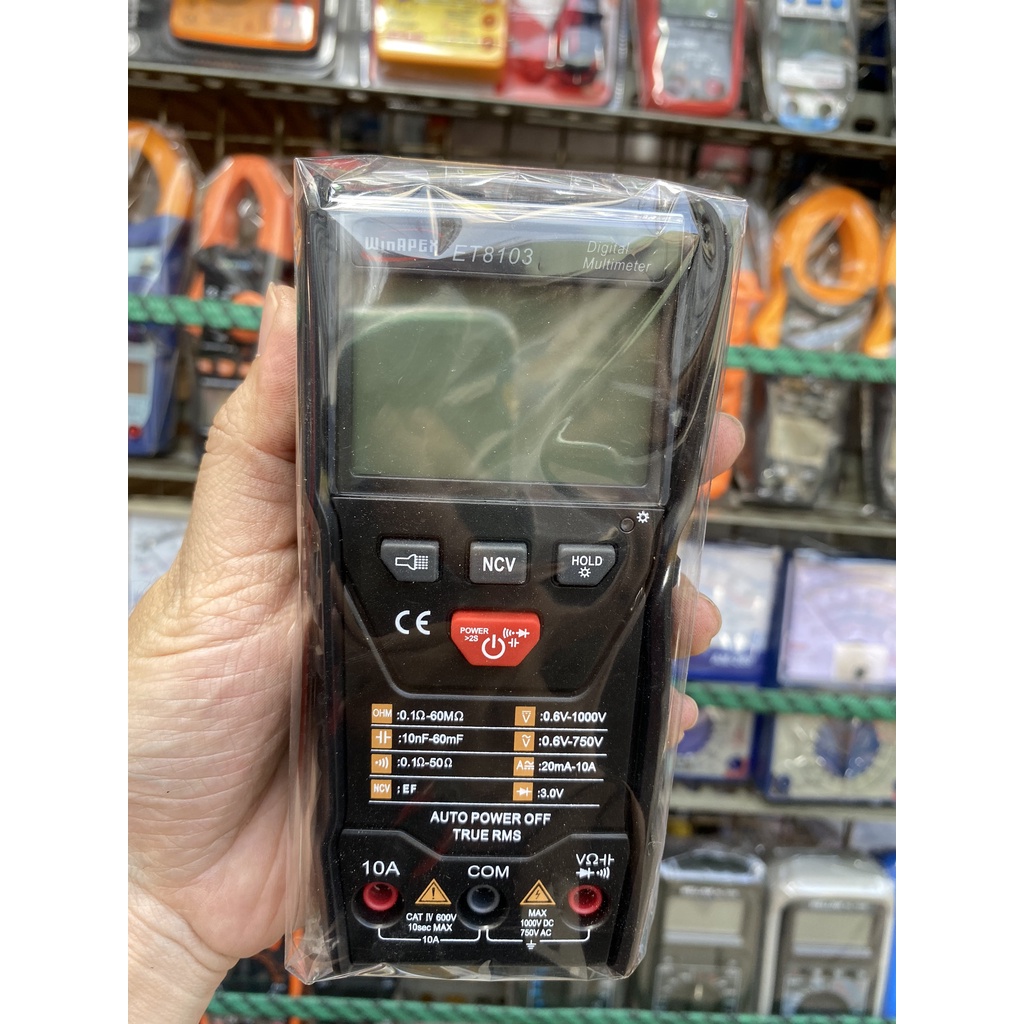 WinAPEX ET8103 Digital
Multimeter
NCV
HOLD
CE
POWER
>2S
OHM :0.1Ω-60MΩ
:0.6V-1000V
:10nF-60mF
:0.6V-750V
:0.1Ω-50Ω
A :20mA-10A
NCV : EF
:3.0V
AUTO POWER OFF
TRUE RMS
10A
COM
VΩ
CAT IV 600V
10sec MAX
10A
MAX
1000V DC
750V AC